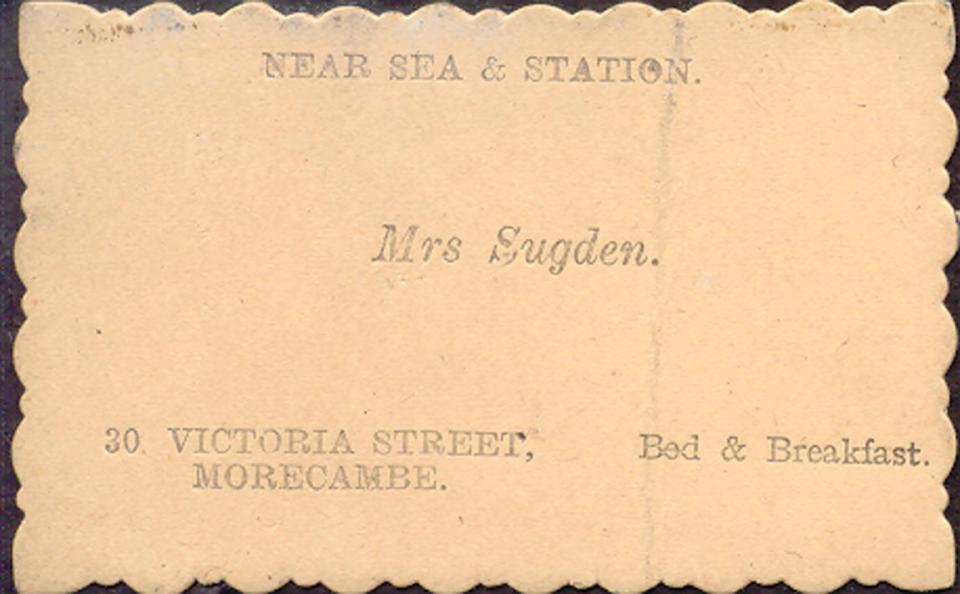 NEAR SEA & STATION.
Mrs Sugden.
30, VICTORIA STREET,
MORECAMBE.
Bed & Breakfast.